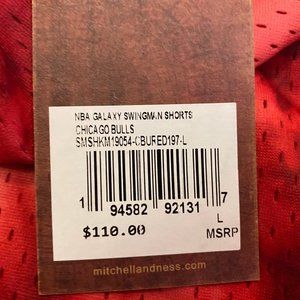 NBA GALAXY SWINGMAN SHORTS
CHICAGO BULLS
SMSHKM19054-CBURED197-L
1 94582 92131 7
L
$110.00
MSRP
mitchellandness.com